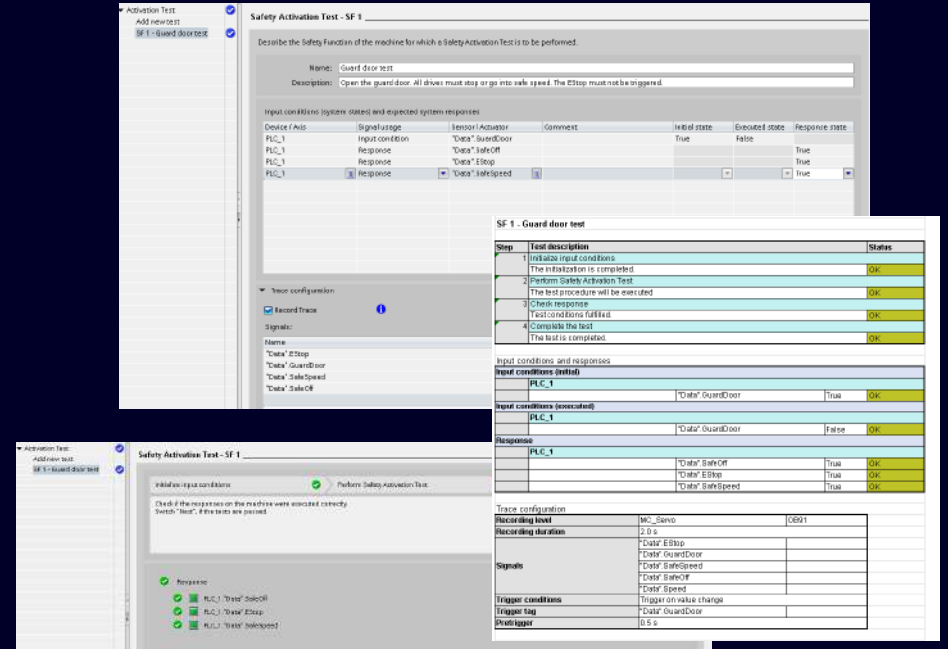 Activation Test
Add new test
SF 1 - Guard door test
Safety Activation Test - SF 1
Describe the Safety Function of the machine for which a Safety Activation Test is to be performed.
Name: Guard door test
Description: Open the guard door. All drives must stop or go into safe speed. The EStop must not be triggered.
Input conditions (system states) and expected system responses
Device / Axis Signal usage Sensor / Actuator Comment Initial state Executed state Response state
PLC_1 Input condition "Data".GuardDoor True False
PLC_1 Response "Data".SafeOff True
PLC_1 Response "Data".EStop True
PLC_1 Response "Data".SafeSpeed True
Trace configuration
Record Trace
Signals:
Name
"Data".EStop
"Data".GuardDoor
"Data".SafeSpeed
"Data".SafeOff
SF 1 - Guard door test
Step Test description Status
1 Initialize input conditions
The initialization is completed. OK
2 Perform Safety Activation Test
The test procedure will be executed OK
3 Check response
Test conditions fulfilled. OK
4 Complete the test
The test is completed. OK
Input conditions and responses
Input conditions (initial)
PLC_1
"Data".GuardDoor True OK
Input conditions (executed)
PLC_1
"Data".GuardDoor False OK
Response
PLC_1
"Data".SafeOff True OK
"Data".EStop True OK
"Data".SafeSpeed True OK
Trace configuration
Recording level MC_Servo OB91
Recording duration 2.0 s
Signals
"Data".EStop
"Data".GuardDoor
"Data".SafeSpeed
"Data".SafeOff
"Data".Speed
Trigger conditions Trigger on value change
Trigger tag "Data".GuardDoor
Pretrigger 0.5 s
Activation Test
Add new test
SF 1 - Guard door test
Safety Activation Test - SF 1
Initialize input conditions Perform Safety Activation Test
Check if the responses on the machine were executed correctly.
Switch "Next", if the tests are passed.
Response
PLC_1."Data".SafeOff
PLC_1."Data".EStop
PLC_1."Data".SafeSpeed